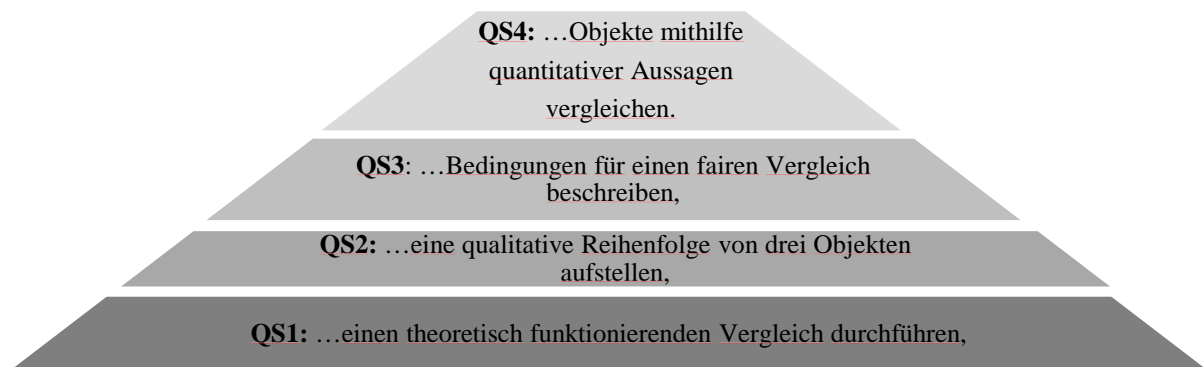 QS4: …Objekte mithilfe
quantitativer Aussagen
vergleichen.
QS3: …Bedingungen für einen fairen Vergleich
beschreiben,
QS2: …eine qualitative Reihenfolge von drei Objekten
aufstellen,
QS1: …einen theoretisch funktionierenden Vergleich durchführen,